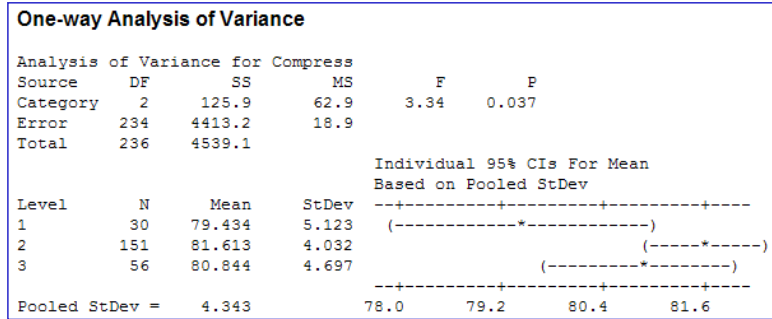 One-way Analysis of Variance
Analysis of Variance for Compress
Source     DF        SS        MS        F        P
Category    2     125.9      62.9     3.34    0.037
Error     234    4413.2      18.9
Total     236    4539.1
                                   Individual 95% CIs For Mean
                                   Based on Pooled StDev
Level       N      Mean     StDev  --+---------+---------+---------+----
1          30    79.434     5.123   (------------*------------)
2         151    81.613     4.032                             (-----*-----)
3          56    80.844     4.697                   (---------*--------)
                                   --+---------+---------+---------+----
Pooled StDev =    4.343           78.0      79.2      80.4      81.6